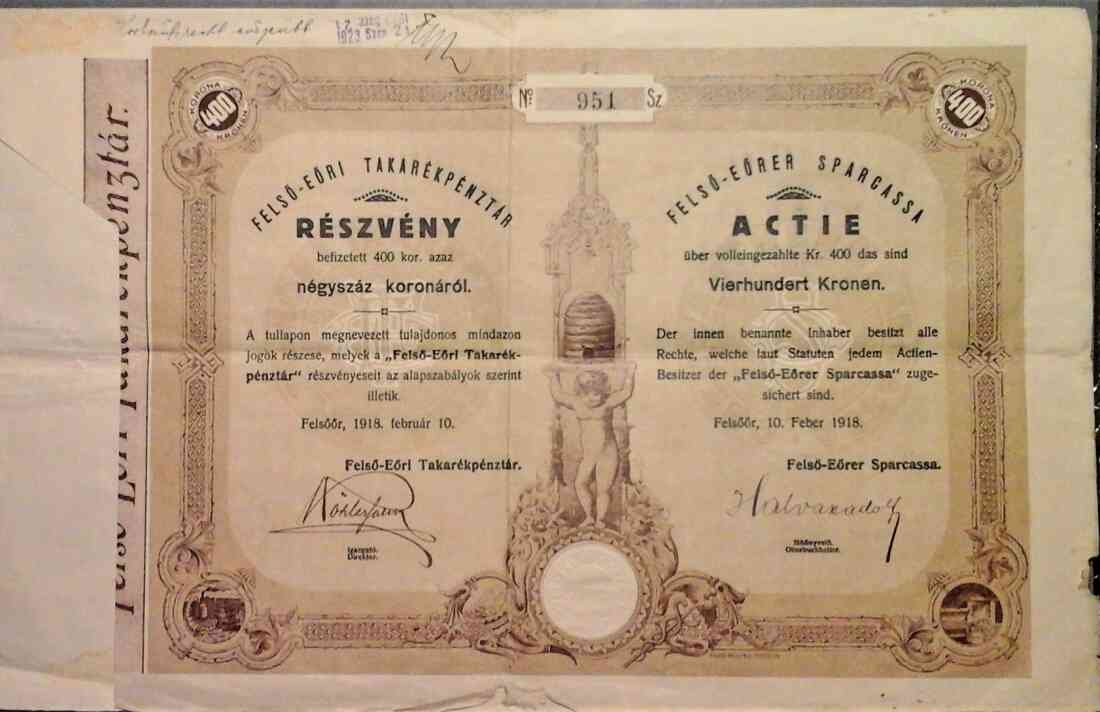 1923
KORONA
400
KRONEN
KORONA
400
KRONEN
№ 951 Sz
takarékpénztár.
FELSŐ-EŐRI TAKARÉKPÉNZTÁR
RÉSZVÉNY
befizetett 400 kor. azaz
négyszáz koronáról.
A tullapon megnevezett tulajdonos mindazon
Jogok részese, melyek a „Felső-Eőri Takarék-
pénztár“ részvényeseit az alapszabályok szerint
illetik.
Felsőőr, 1918. február 10.
Felső-Eőri Takarékpénztár.
Igazgató.
Direktor.
FELSŐ-EŐRER SPARCASSA
ACTIE
über volleingezahlte Kr. 400 das sind
Vierhundert Kronen.
Der innen benannte Inhaber besitzt alle
Rechte, welche laut Statuten jedem Actien-
Besitzer der „Felső-Eőrer Sparcassa“ zuge-
sichert sind.
Felsőőr, 10. Feber 1918.
Felső-Eőrer Sparcassa.
főkönyvelő.
Oberbuchhalter.